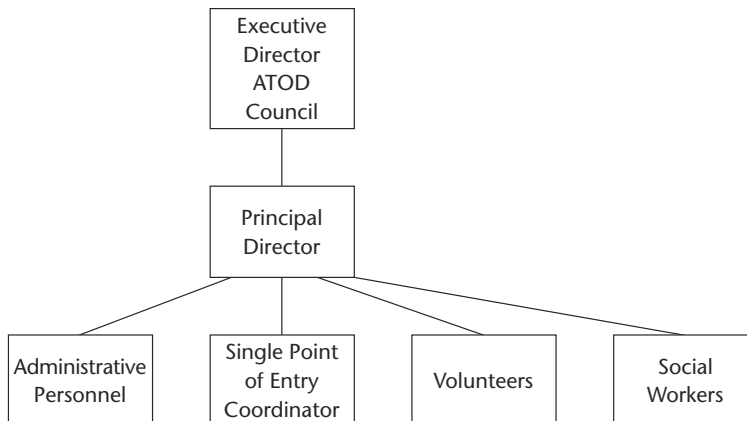 Executive
Director
ATOD
Council
Principal
Director
Administrative
Personnel
Single Point
of Entry
Coordinator
Volunteers
Social
Workers